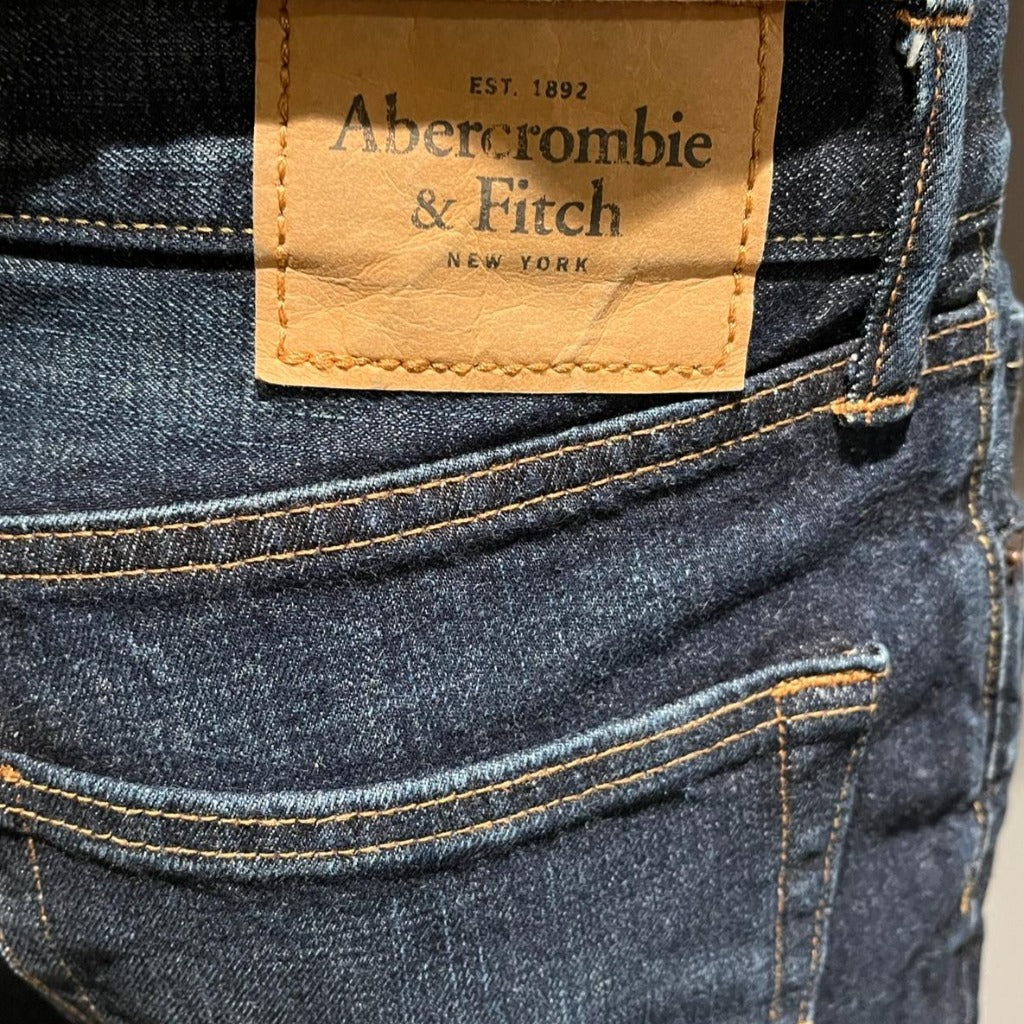 EST. 1892
Abercrombie
& Fitch
NEW YORK